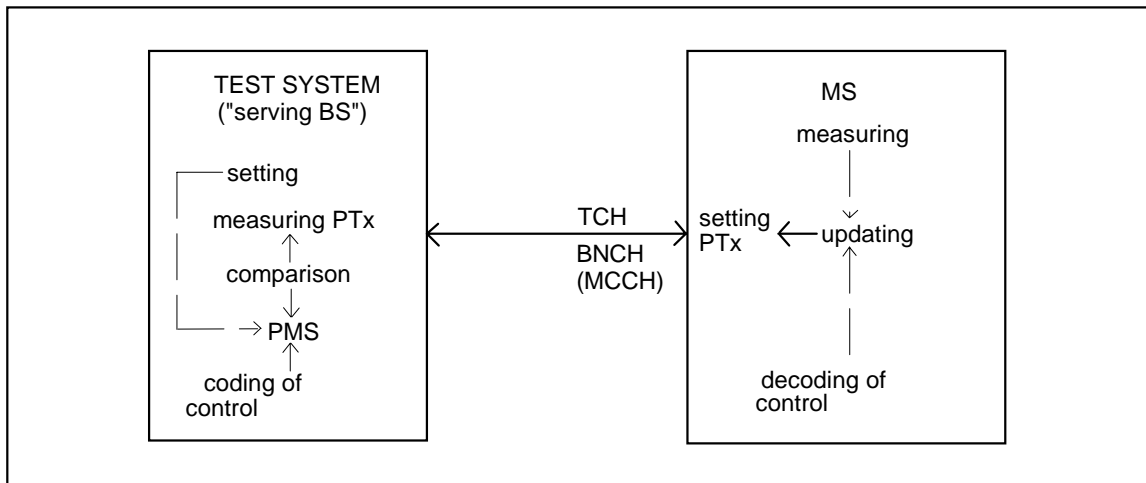 TEST SYSTEM
("serving BS")
setting
measuring PTx
comparison
PMS
coding of
control
TCH
BNCH
(MCCH)
MS
measuring
setting
PTx
updating
decoding of
control